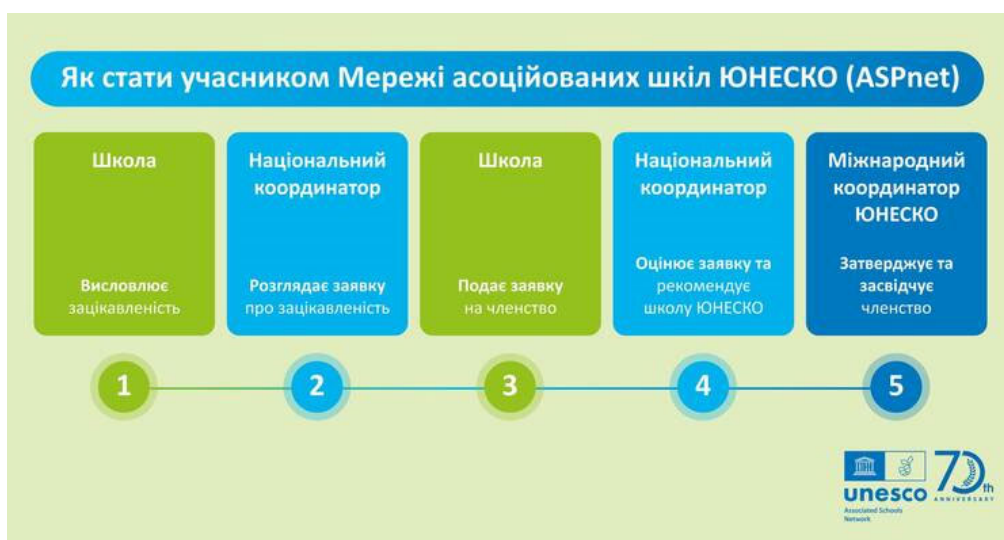 Як стати учасником Мережі асоційованих шкіл ЮНЕСКО (ASPnet)
Школа
Висловлює
зацікавленість
1
Національний
координатор
Розглядає заявку
про зацікавленість
2
Школа
Подає заявку
на членство
3
Національний
координатор
Оцінює заявку та
рекомендує
школу ЮНЕСКО
4
Міжнародний
координатор
ЮНЕСКО
Затверджує та
засвідчує
членство
5
unesco
Associated Schools
Network
70th
ANNIVERSARY